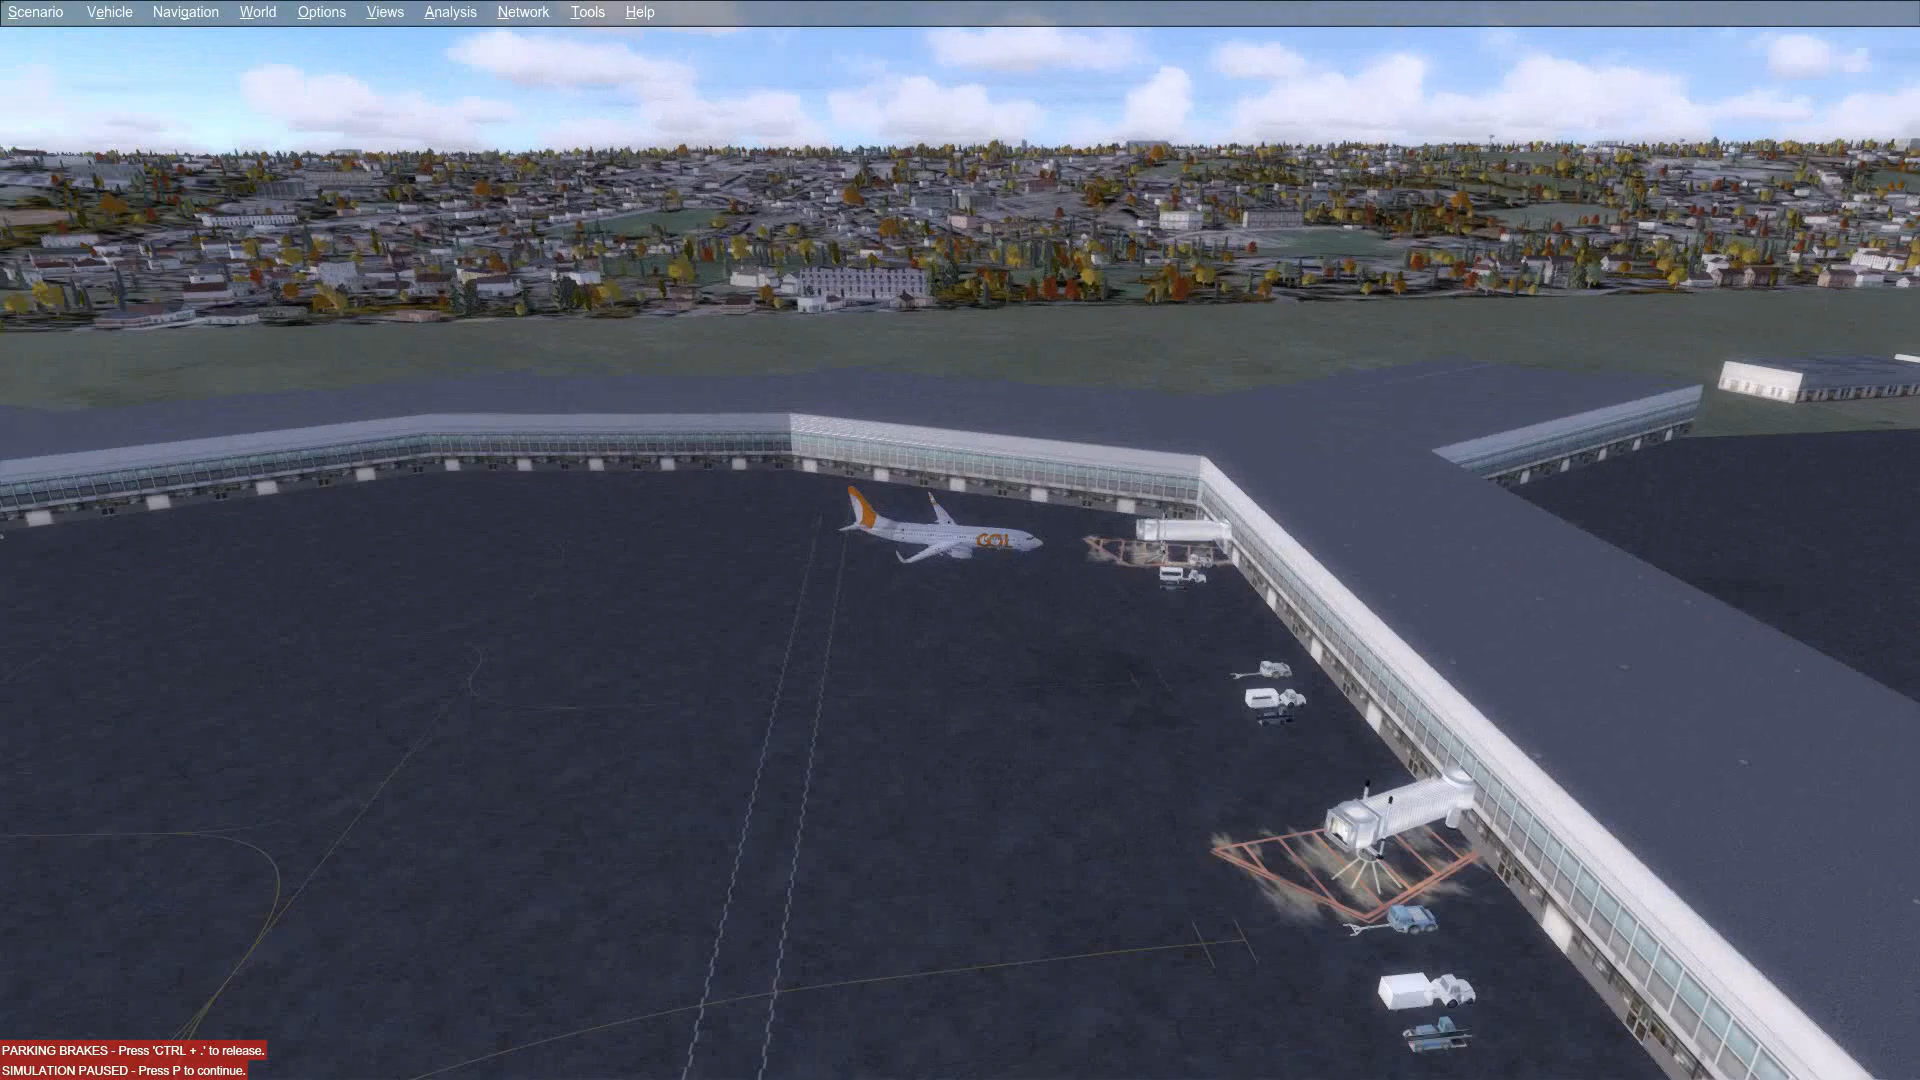 Scenario Vehicle Navigation World Options Views Analysis Network Tools Help
GOL
PARKING BRAKES - Press 'CTRL + .' to release.
SIMULATION PAUSED - Press P to continue.